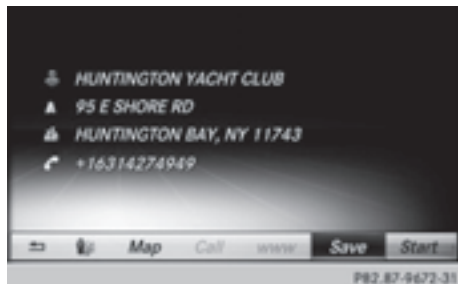 HUNTINGTON YACHT CLUB
95 E SHORE RD
HUNTINGTON BAY, NY 11743
+16314274949
Map Call www Save Start
P82.87-9672-31